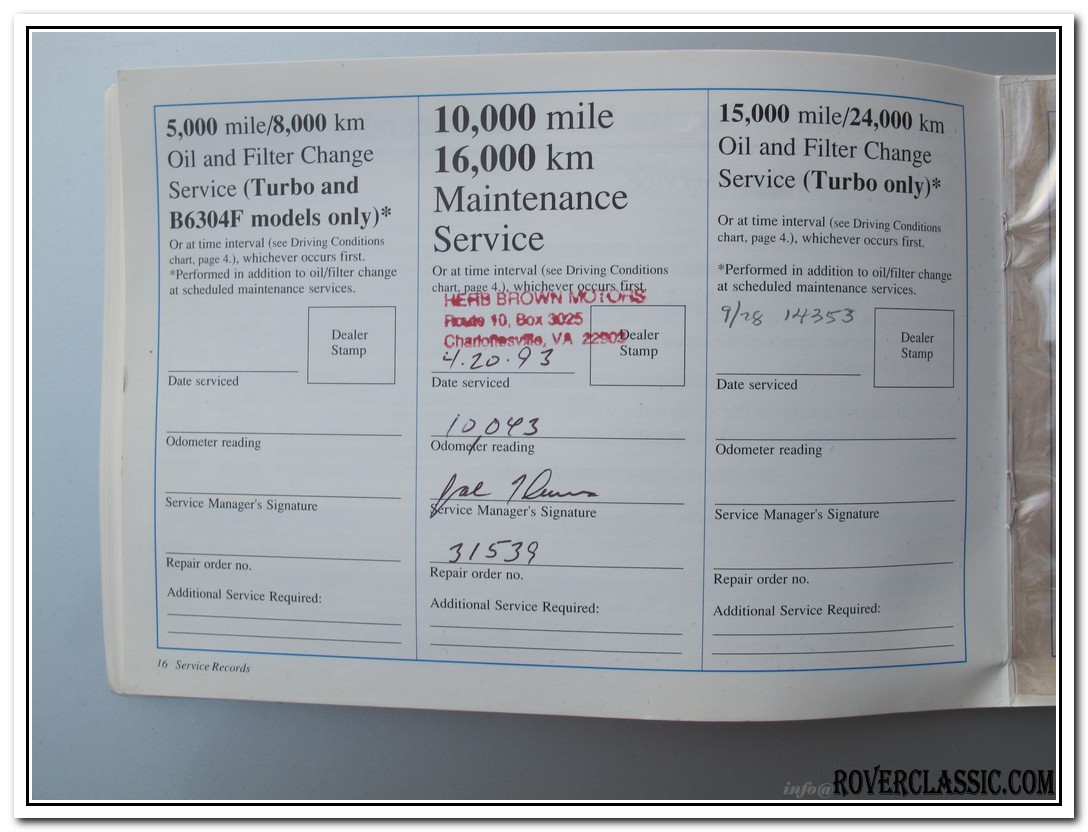 5,000 mile/8,000 km
Oil and Filter Change
Service (Turbo and
B6304F models only)*
Or at time interval (see Driving Conditions
chart, page 4.), whichever occurs first.
*Performed in addition to oil/filter change
at scheduled maintenance services.
Dealer
Stamp
Date serviced
Odometer reading
Service Manager's Signature
Repair order no.
Additional Service Required:
10,000 mile
16,000 km
Maintenance
Service
Or at time interval (see Driving Conditions
chart, page 4.), whichever occurs first.
HERB BROWN MOTORS
Route 10, Box 3025
Charlottesville, VA 22903
Dealer
Stamp
4.20.93
Date serviced
10,043
Odometer reading
Service Manager's Signature
31539
Repair order no.
Additional Service Required:
15,000 mile/24,000 km
Oil and Filter Change
Service (Turbo only)*
Or at time interval (see Driving Conditions
chart, page 4.), whichever occurs first.
*Performed in addition to oil/filter change
at scheduled maintenance services.
9/28 14353
Dealer
Stamp
Date serviced
Odometer reading
Service Manager's Signature
Repair order no.
Additional Service Required:
16 Service Records
info@ROVERCLASSIC.COM